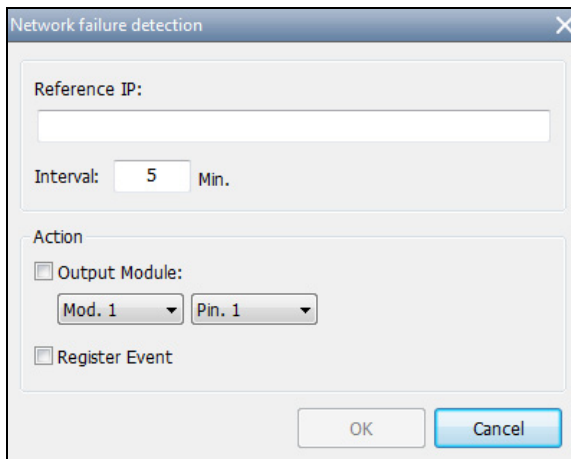 Network failure detection
Reference IP:
Interval: 5 Min.
Action
Output Module:
Mod. 1 Pin. 1
Register Event
OK Cancel